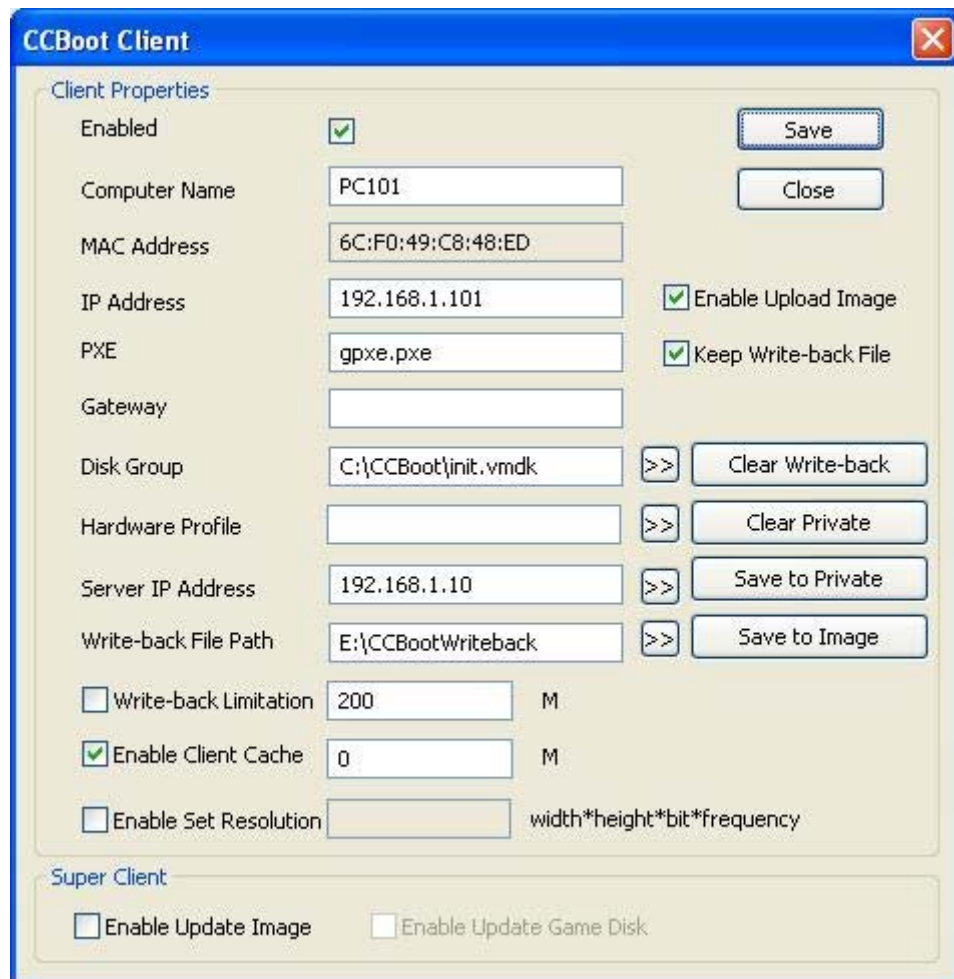 CCBoot Client
Client Properties
Enabled
Save
Computer Name PC101
Close
MAC Address 6C:F0:49:C8:48:ED
IP Address 192.168.1.101 Enable Upload Image
PXE gpxe.pxe Keep Write-back File
Gateway
Disk Group C:\CCBoot\init.vmdk >> Clear Write-back
Hardware Profile >> Clear Private
Server IP Address 192.168.1.10 >> Save to Private
Write-back File Path E:\CCBootWriteback >> Save to Image
Write-back Limitation 200 M
Enable Client Cache 0 M
Enable Set Resolution width*height*bit*frequency
Super Client
Enable Update Image Enable Update Game Disk